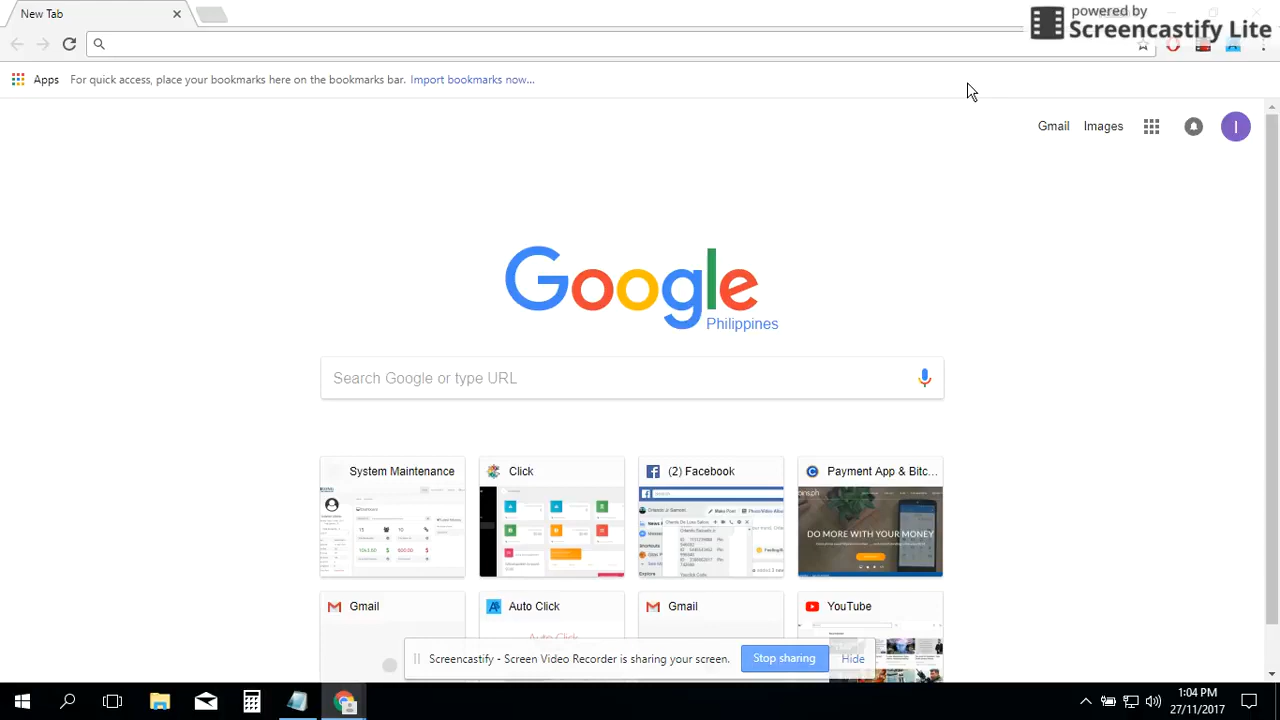 New Tab
powered by
Screencastify Lite
Apps
For quick access, place your bookmarks here on the bookmarks bar. Import bookmarks now...
Gmail
Images
I
Google
Philippines
Search Google or type URL
System Maintenance
Click
(2) Facebook
Payment App & Bitc...
DO MORE WITH YOUR MONEY
Gmail
Auto Click
Gmail
YouTube
Auto Click
Screencastify - Screen Video Recorder is sharing your screen.
Stop sharing
Hide
1:04 PM
27/11/2017